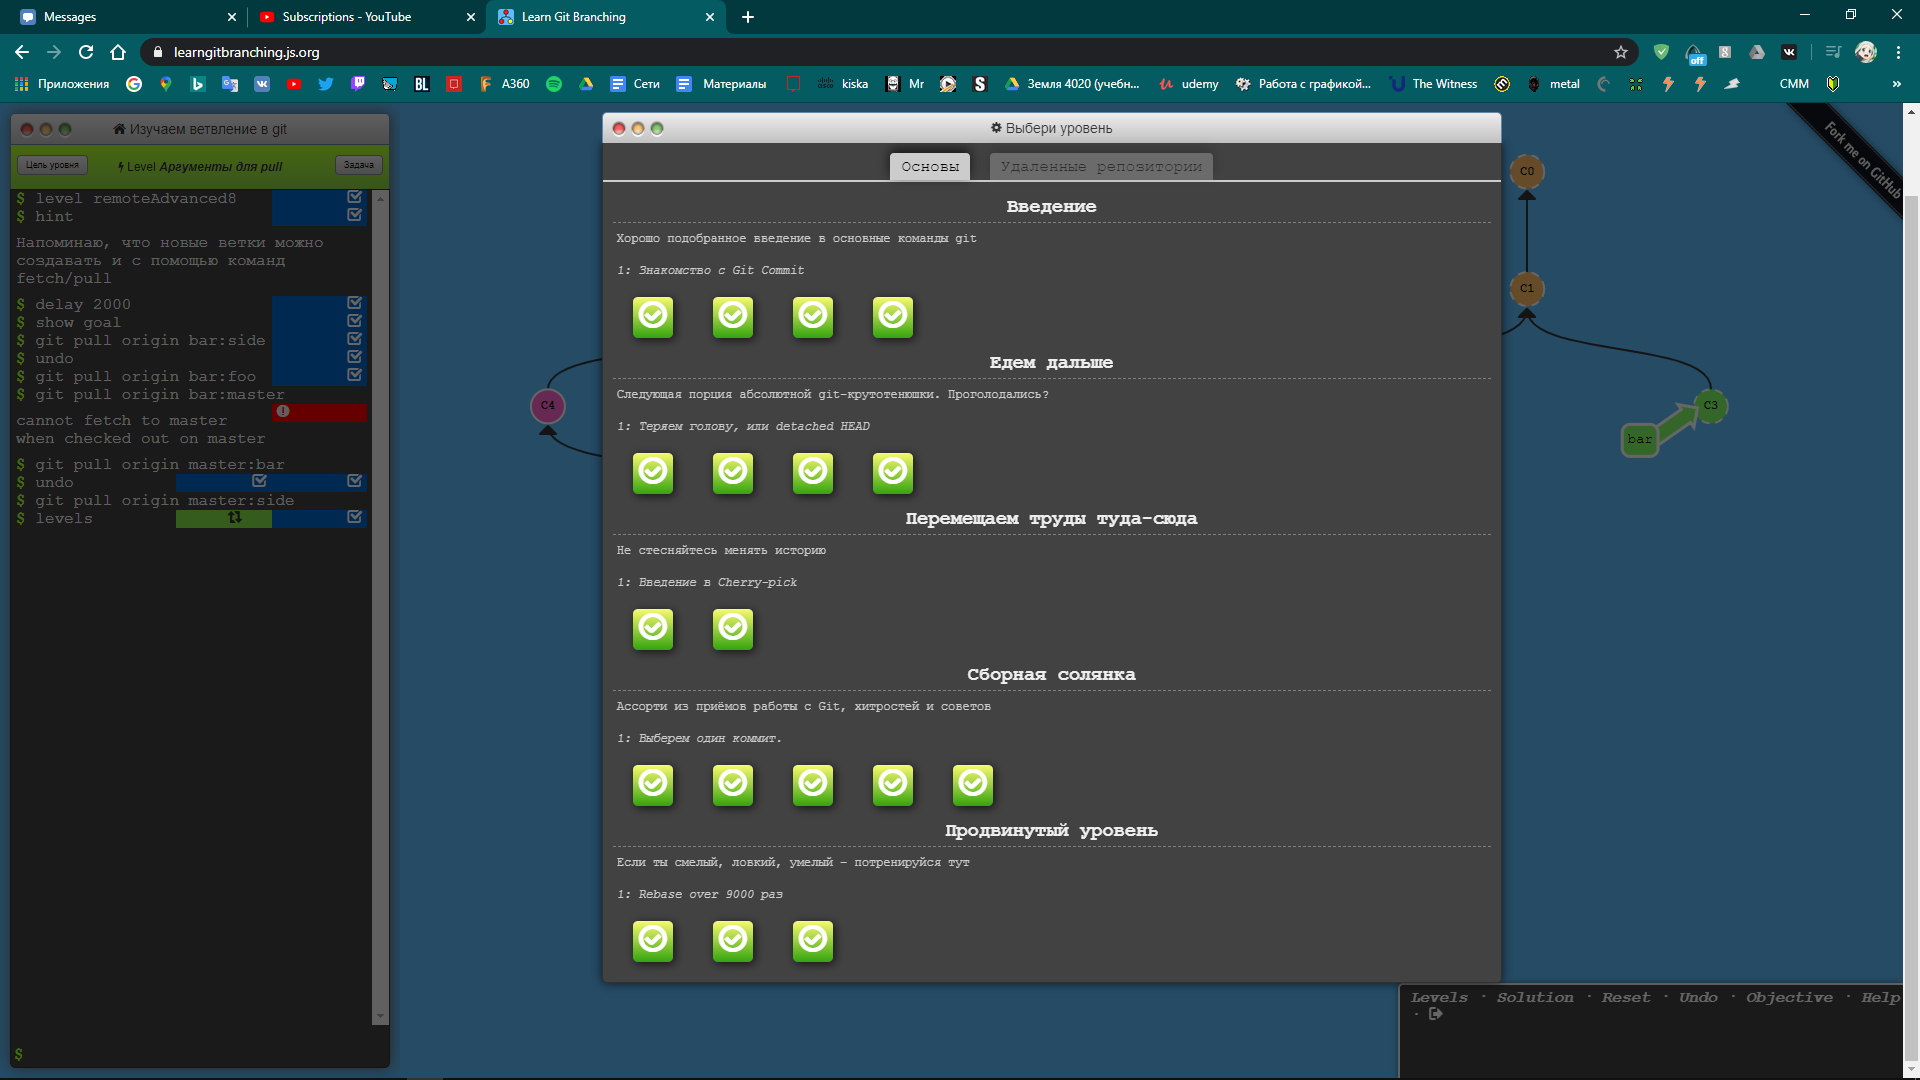 Messages
Subscriptions - YouTube
Learn Git Branching
learngitbranching.js.org
off
Приложения
BL
A360
Сети
Материалы
kiska
Mr
Земля 4020 (учебн...
udemy
Работа с графикой...
The Witness
metal
CMM
»
Изучаем ветвление в git
Цель уровня
Level Аргументы для pull
Задача
$ level remoteAdvanced8
$ hint
Напоминаю, что новые ветки можно
создавать и с помощью команд
fetch/pull
$ delay 2000
$ show goal
$ git pull origin bar:side
$ undo
$ git pull origin bar:foo
$ git pull origin bar:master
cannot fetch to master
when checked out on master
$ git pull origin master:bar
$ undo
$ git pull origin master:side
$ levels
$
Выбери уровень
Основы
Удаленные репозитории
Введение
Хорошо подобранное введение в основные команды git
1: Знакомство с Git Commit
Едем дальше
Следующая порция абсолютной git-крутотенюшки. Проголодались?
1: Теряем голову, или detached HEAD
Перемещаем труды туда-сюда
Не стесняйтесь менять историю
1: Введение в Cherry-pick
Сборная солянка
Ассорти из приёмов работы с Git, хитростей и советов
1: Выберем один коммит.
Продвинутый уровень
Если ты смелый, ловкий, умелый – потренируйся тут
1: Rebase over 9000 раз
C0
C1
C4
C3
bar
Fork me on GitHub
Levels · Solution · Reset · Undo · Objective · Help
·